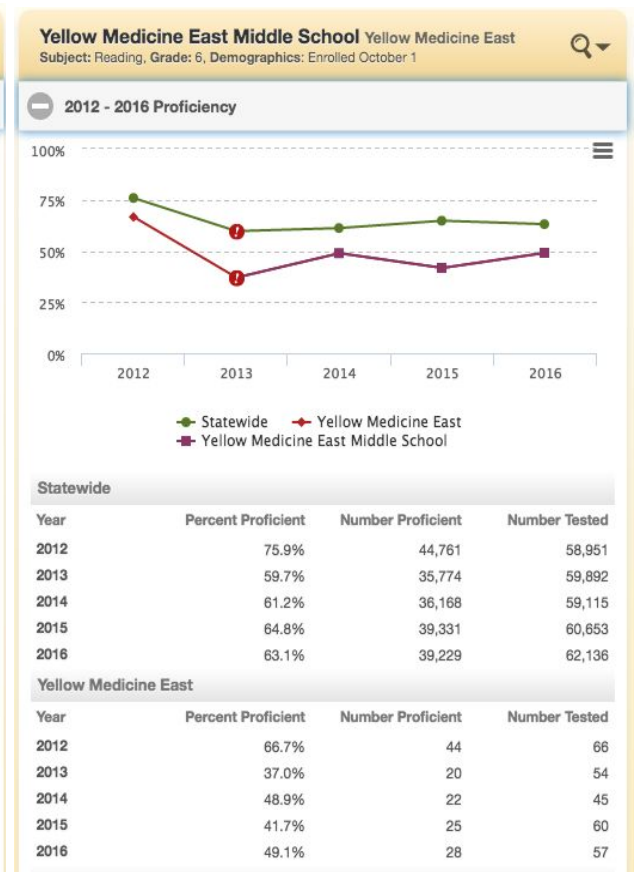 Yellow Medicine East Middle School Yellow Medicine East
Subject: Reading, Grade: 6, Demographics: Enrolled October 1
2012 - 2016 Proficiency
100%
75%
50%
25%
0%
2012 2013 2014 2015 2016
Statewide Yellow Medicine East
Yellow Medicine East Middle School
Statewide
Year Percent Proficient Number Proficient Number Tested
2012 75.9% 44,761 58,951
2013 59.7% 35,774 59,892
2014 61.2% 36,168 59,115
2015 64.8% 39,331 60,653
2016 63.1% 39,229 62,136
Yellow Medicine East
Year Percent Proficient Number Proficient Number Tested
2012 66.7% 44 66
2013 37.0% 20 54
2014 48.9% 22 45
2015 41.7% 25 60
2016 49.1% 28 57